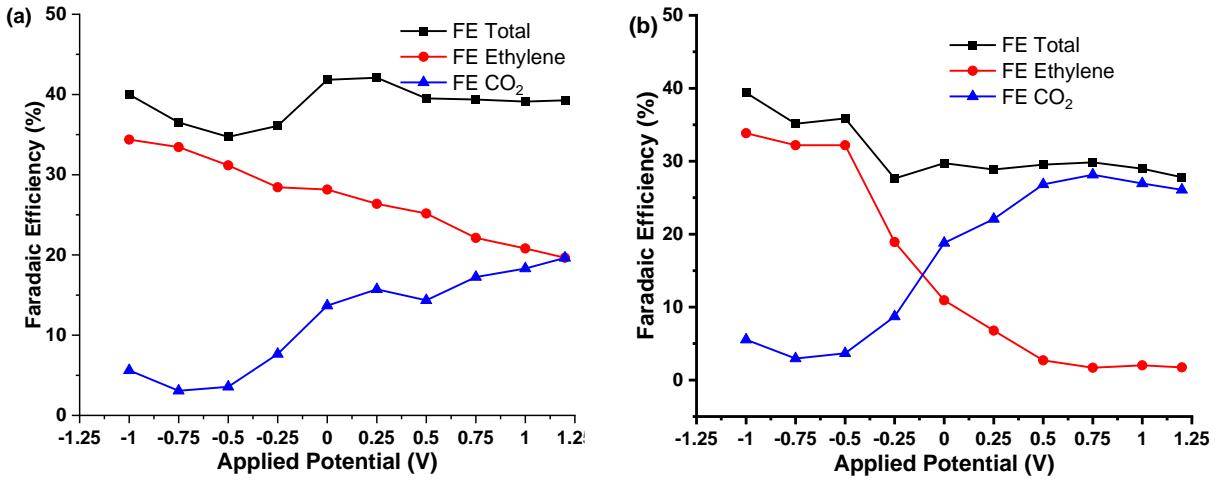 (a)
FE Total
FE Ethylene
FE CO₂
Faradaic Efficiency (%)
50
40
30
20
10
0
-1.25 -1 -0.75 -0.5 -0.25 0 0.25 0.5 0.75 1 1.25
Applied Potential (V)
(b)
FE Total
FE Ethylene
FE CO₂
Faradaic Efficiency (%)
50
40
30
20
10
0
-1.25 -1 -0.75 -0.5 -0.25 0 0.25 0.5 0.75 1 1.25
Applied Potential (V)